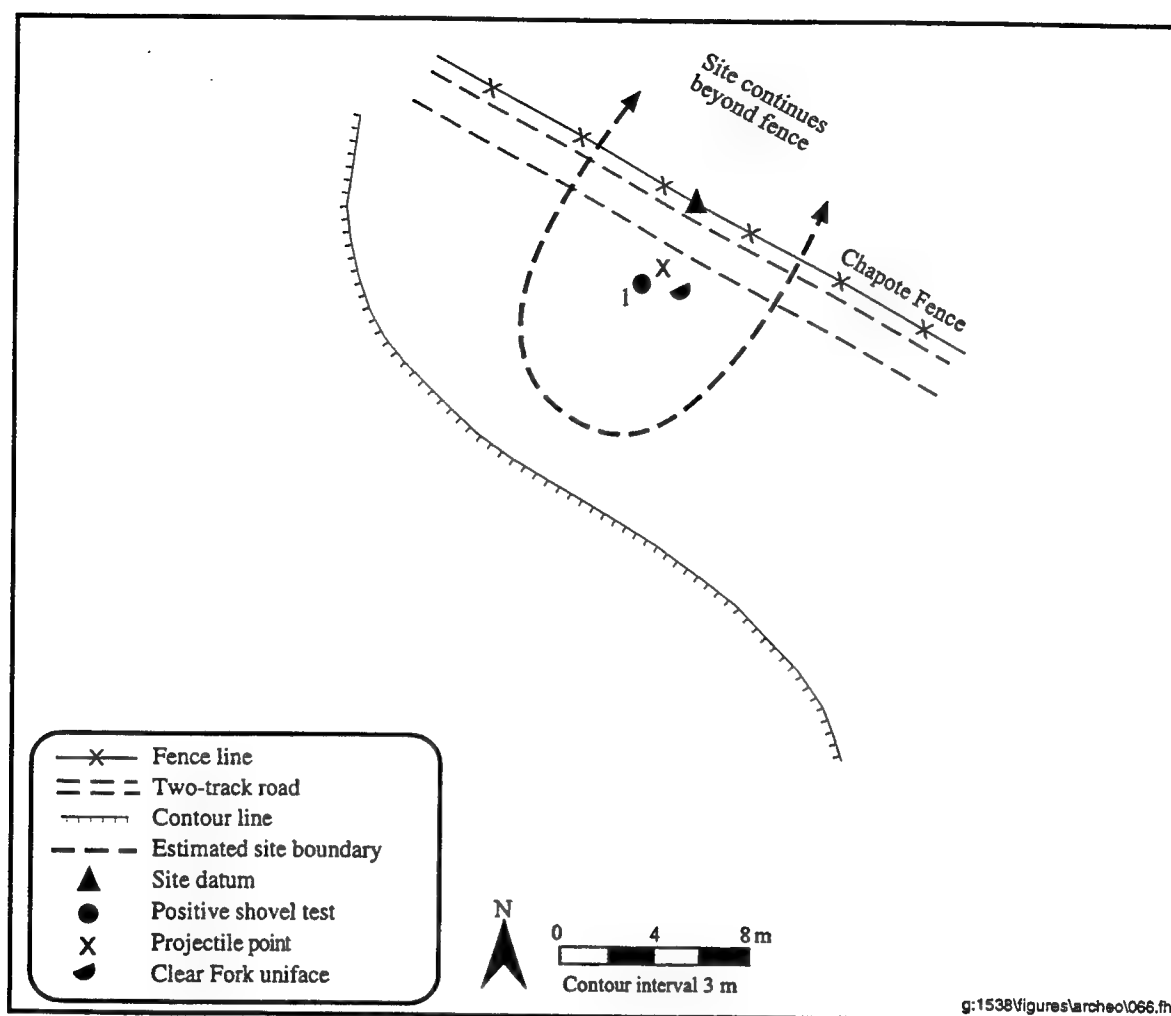 Site continues
beyond fence
Chapote Fence
1
Fence line
Two-track road
Contour line
Estimated site boundary
Site datum
Positive shovel test
Projectile point
Clear Fork uniface
N
0 4 8 m
Contour interval 3 m
g:1538\figures\archeo\066.fh